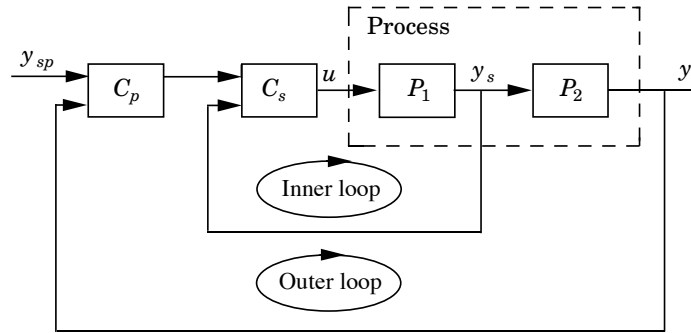 Process
y_sp
C_p
C_s
u
P_1
y_s
P_2
y
Inner loop
Outer loop